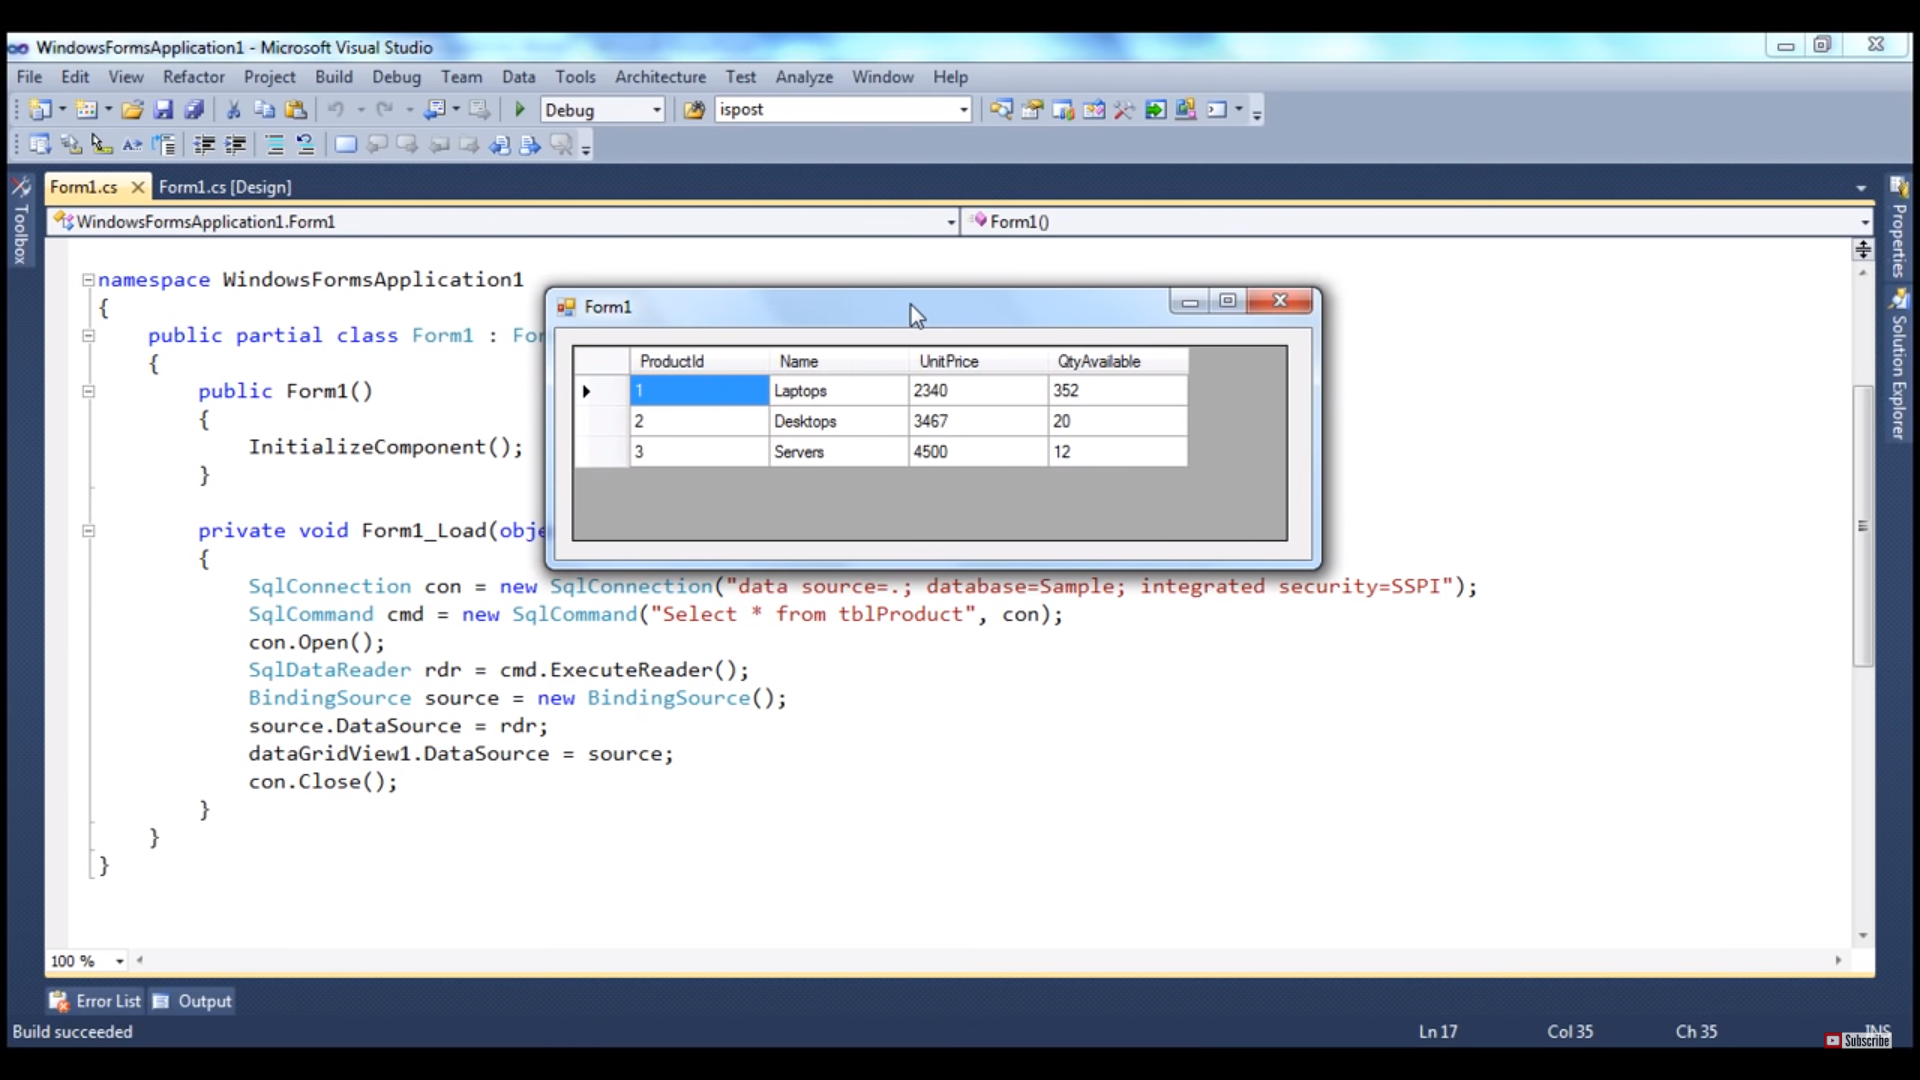 WindowsFormsApplication1 - Microsoft Visual Studio
File Edit View Refactor Project Build Debug Team Data Tools Architecture Test Analyze Window Help
Debug ispost
Form1.cs Form1.cs [Design]
Toolbox
Properties
Solution Explorer
WindowsFormsApplication1.Form1 Form1()
namespace WindowsFormsApplication1
{
public partial class Form1 : Fo
{
public Form1()
{
InitializeComponent();
}
private void Form1_Load(obje
{
SqlConnection con = new SqlConnection("data source=.; database=Sample; integrated security=SSPI");
SqlCommand cmd = new SqlCommand("Select * from tblProduct", con);
con.Open();
SqlDataReader rdr = cmd.ExecuteReader();
BindingSource source = new BindingSource();
source.DataSource = rdr;
dataGridView1.DataSource = source;
con.Close();
}
}
}
Form1
ProductId Name UnitPrice QtyAvailable
1 Laptops 2340 352
2 Desktops 3467 20
3 Servers 4500 12
100 %
Error List Output
Build succeeded Ln 17 Col 35 Ch 35 INS
Subscribe